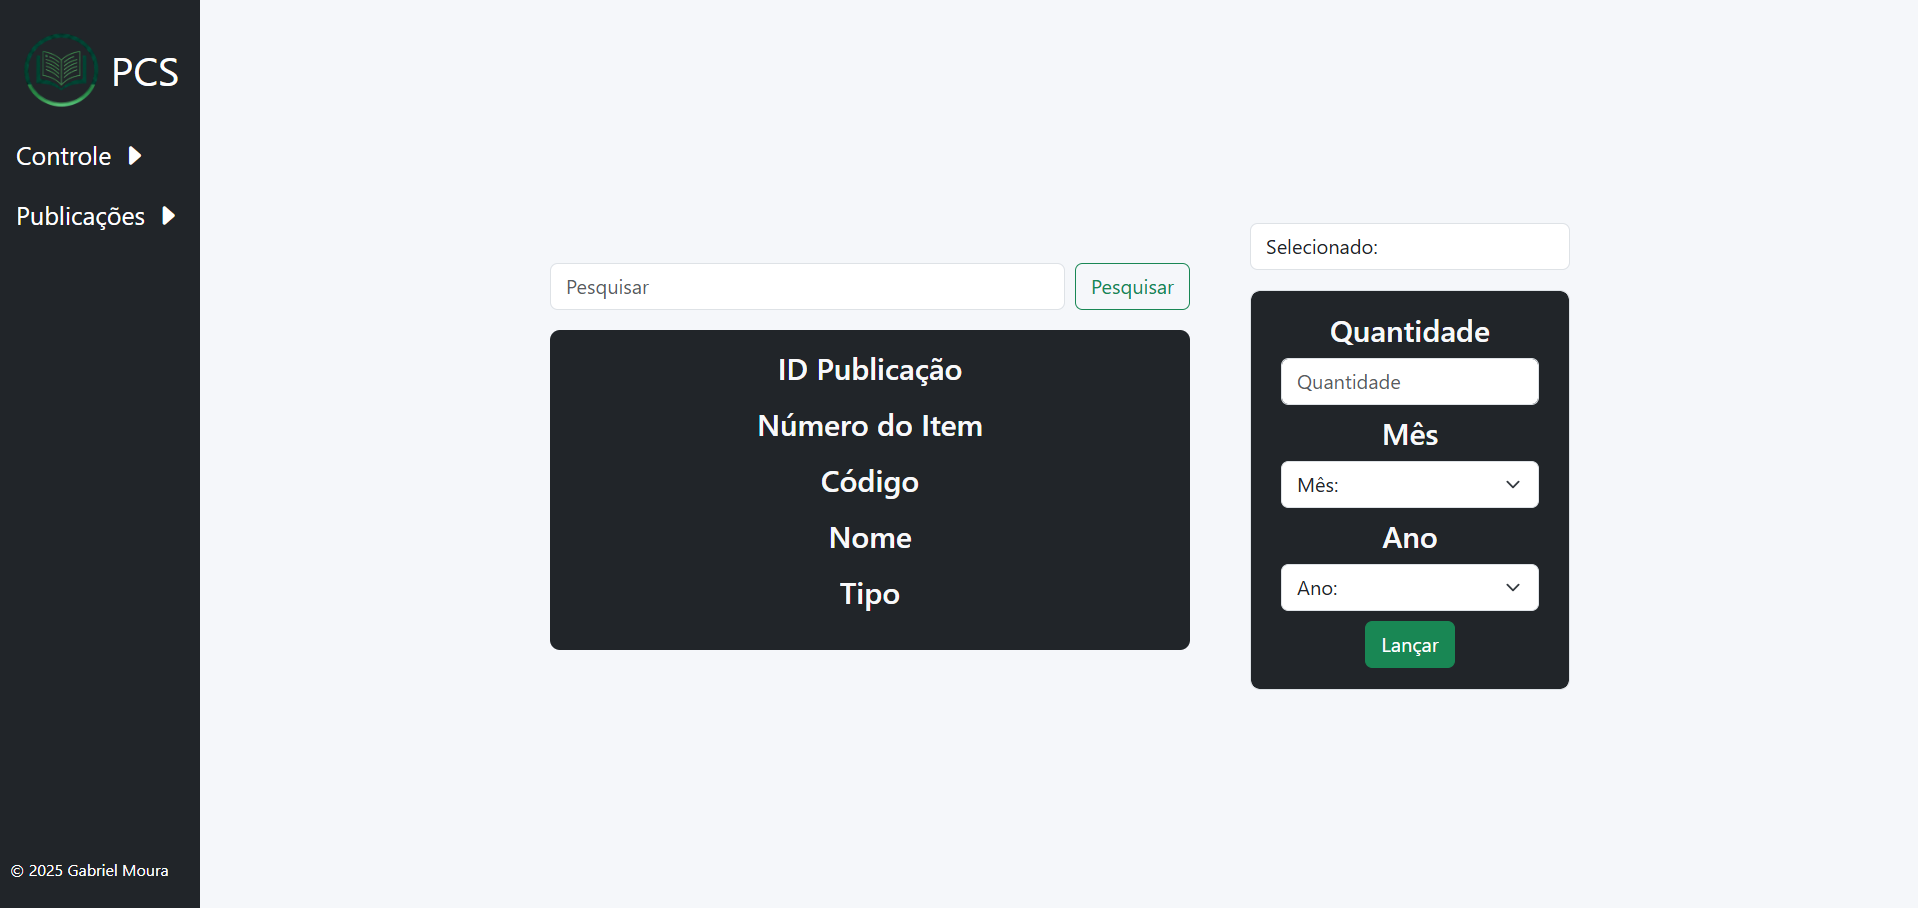 PCS
Controle
Publicações
Pesquisar
Pesquisar
ID Publicação
Número do Item
Código
Nome
Tipo
Selecionado:
Quantidade
Quantidade
Mês
Mês:
Ano
Ano:
Lançar
© 2025 Gabriel Moura